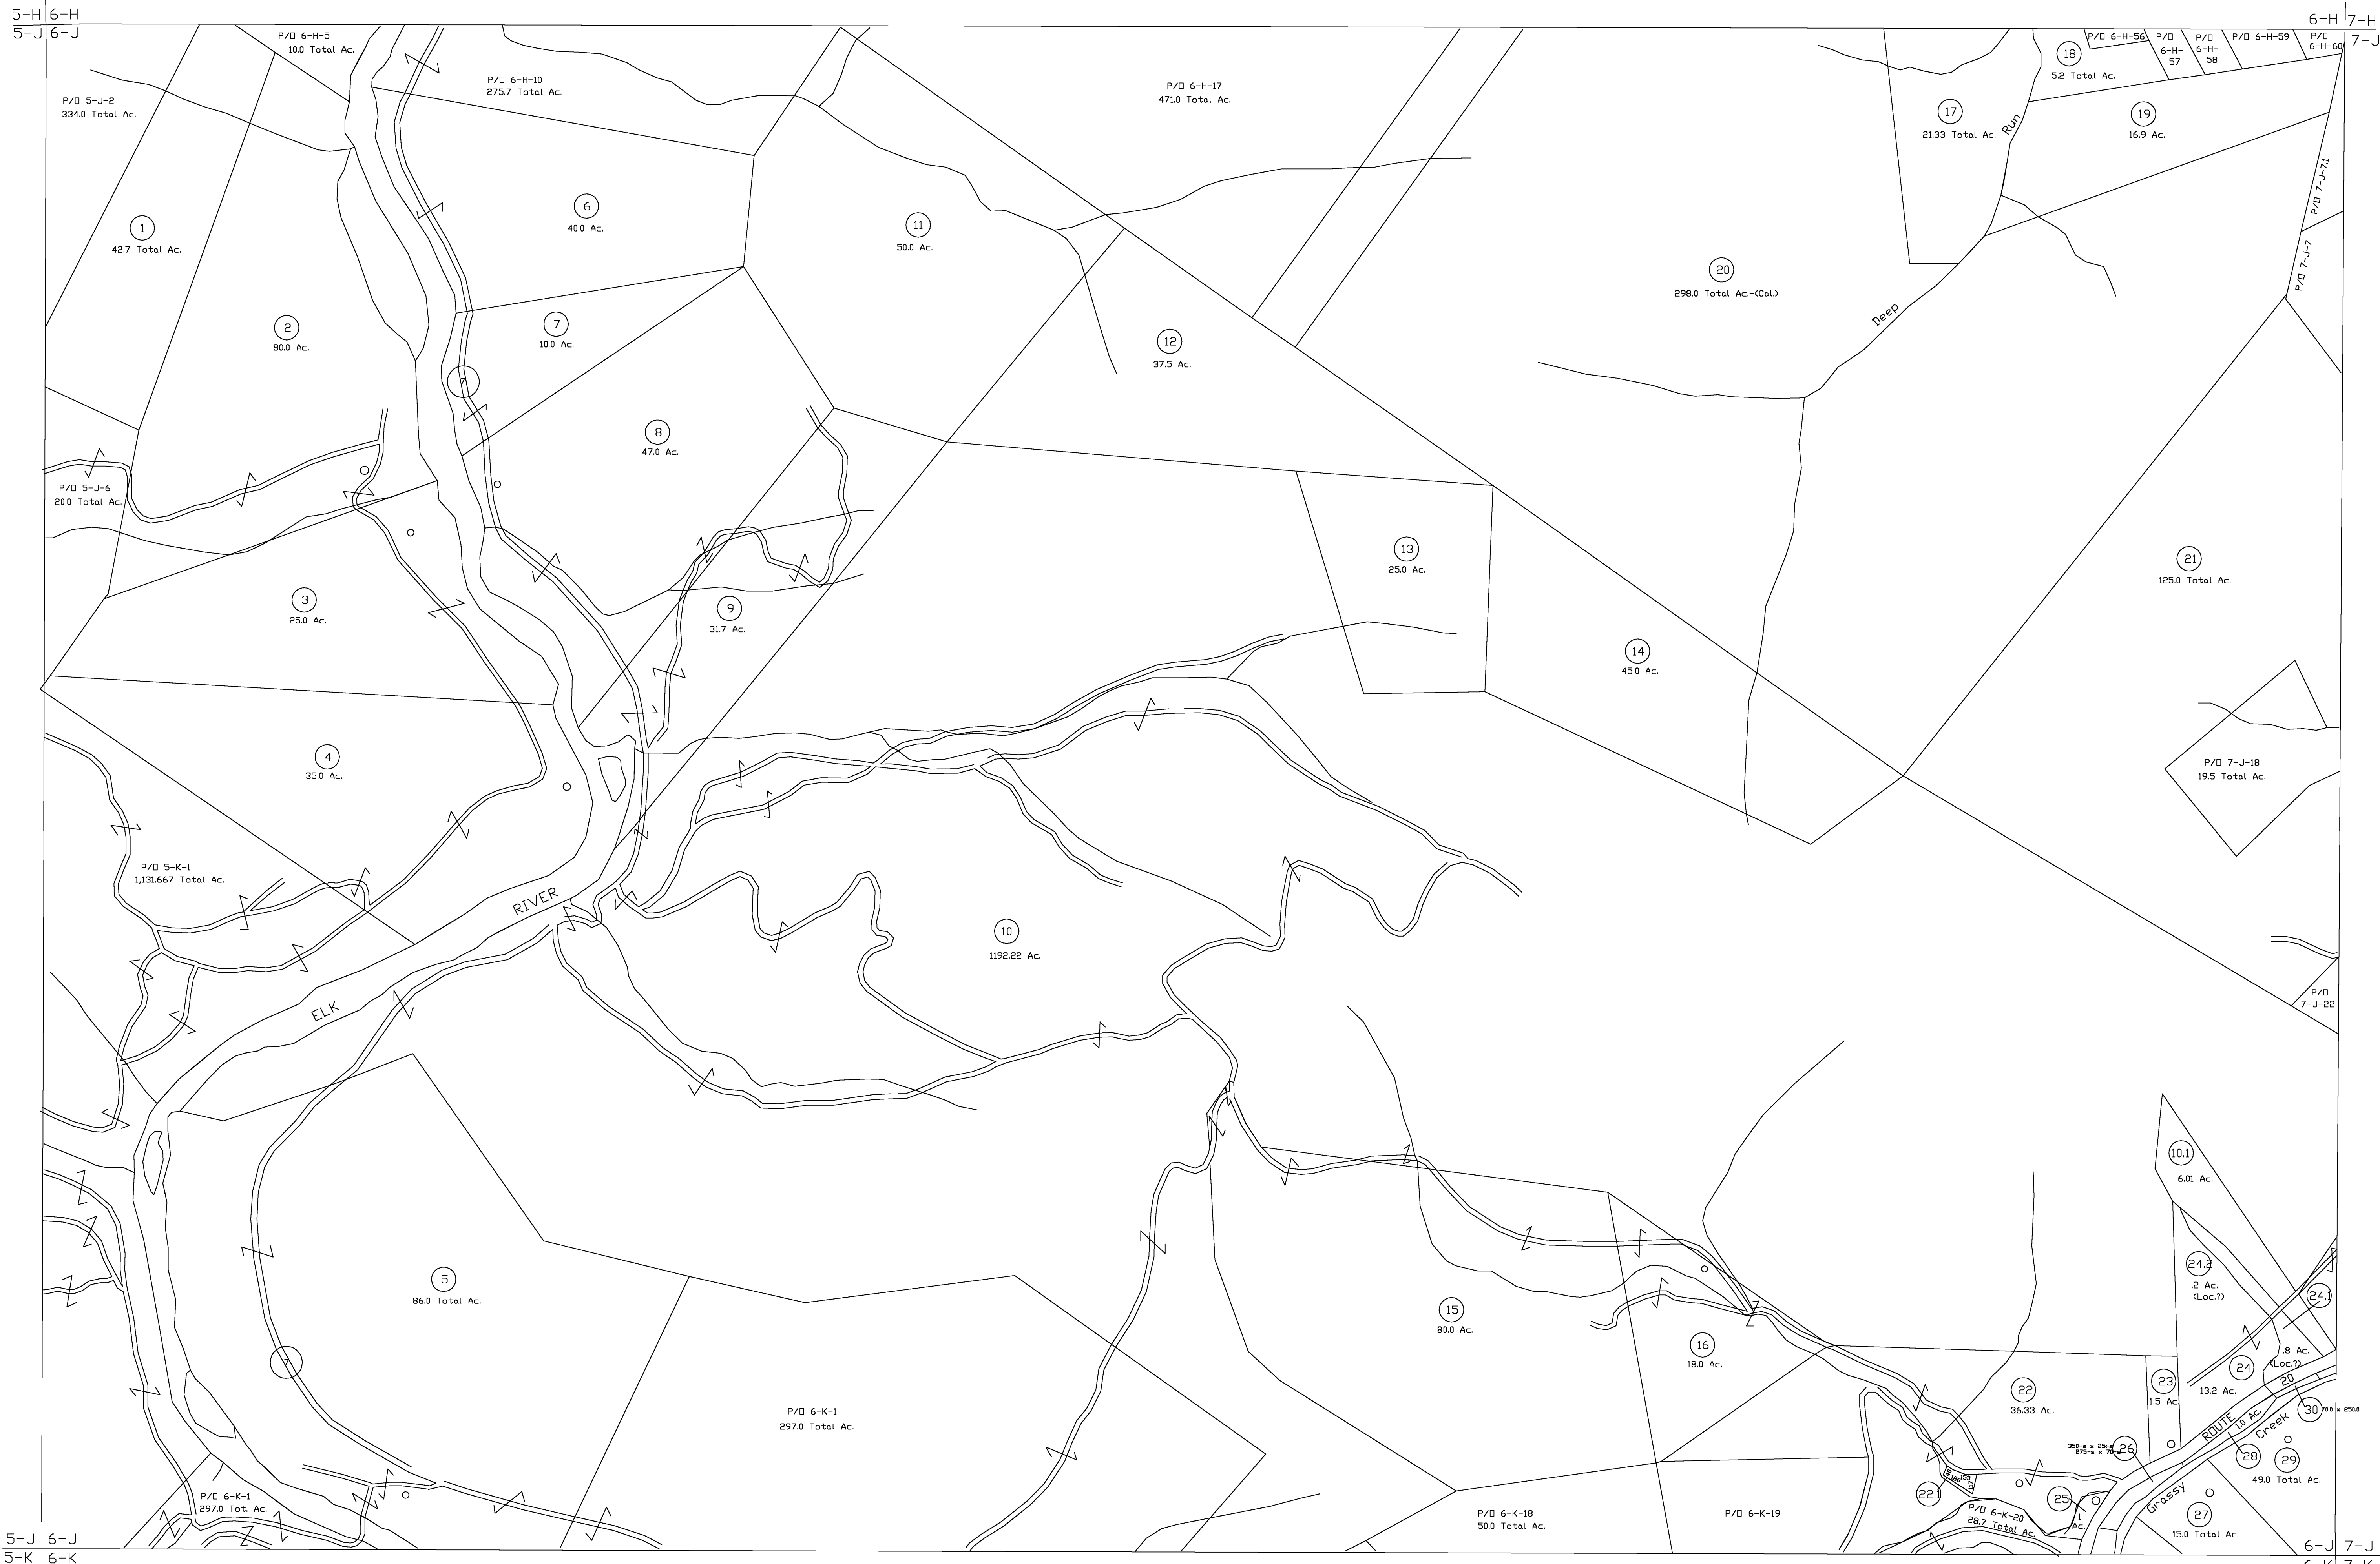 5-H 6-H
5-J 6-J
6-H 7-H
7-J
P/O 6-H-5
10.0 Total Ac.
P/O 5-J-2
334.0 Total Ac.
P/O 6-H-10
275.7 Total Ac.
P/O 6-H-17
471.0 Total Ac.
18
5.2 Total Ac.
P/O 6-H-56
P/O
6-H-
57
P/O
6-H-
58
P/O 6-H-59
P/O
6-H-60
17
21.33 Total Ac.
Run
19
16.9 Ac.
P/O 7-J-7.1
P/O 7-J-7
1
42.7 Total Ac.
6
40.0 Ac.
11
50.0 Ac.
20
298.0 Total Ac.-(Cal.)
Deep
2
80.0 Ac.
7
10.0 Ac.
12
37.5 Ac.
7
8
47.0 Ac.
P/O 5-J-6
20.0 Total Ac.
13
25.0 Ac.
21
125.0 Total Ac.
3
25.0 Ac.
9
31.7 Ac.
14
45.0 Ac.
4
35.0 Ac.
P/O 7-J-18
19.5 Total Ac.
P/O 5-K-1
1,131.667 Total Ac.
RIVER
ELK
10
1192.22 Ac.
P/O
7-J-22
10.1
6.01 Ac.
5
86.0 Total Ac.
15
80.0 Ac.
24.2
.2 Ac.
(Loc.?)
24.1
16
18.0 Ac.
.8 Ac.
(Loc.?)
7
24
13.2 Ac.
20
22
36.33 Ac.
23
1.5 Ac.
ROUTE
1.0 Ac.
Creek
30
70.0 x 250.0
P/O 6-K-1
297.0 Total Ac.
26
28
29
49.0 Total Ac.
P/O 6-K-1
297.0 Tot. Ac.
22.1
25
1
Ac.
Grassy
P/O 6-K-18
50.0 Total Ac.
P/O 6-K-19
P/O 6-K-20
28.7 Total Ac.
27
15.0 Total Ac.
5-J 6-J
5-K 6-K
6-J 7-J
6-K 7-K